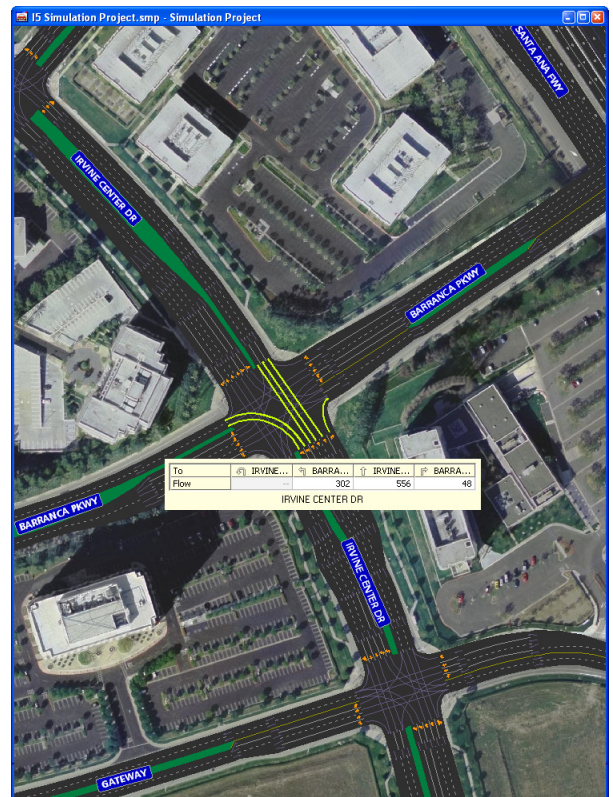 I5 Simulation Project.smp - Simulation Project
SANTA ANA FWY
IRVINE CENTER DR
BARRANCA PKWY
To IRVINE... BARRA... IRVINE... BARRA...
Flow -- 302 556 48
IRVINE CENTER DR
BARRANCA PKWY
IRVINE CENTER DR
GATEWAY